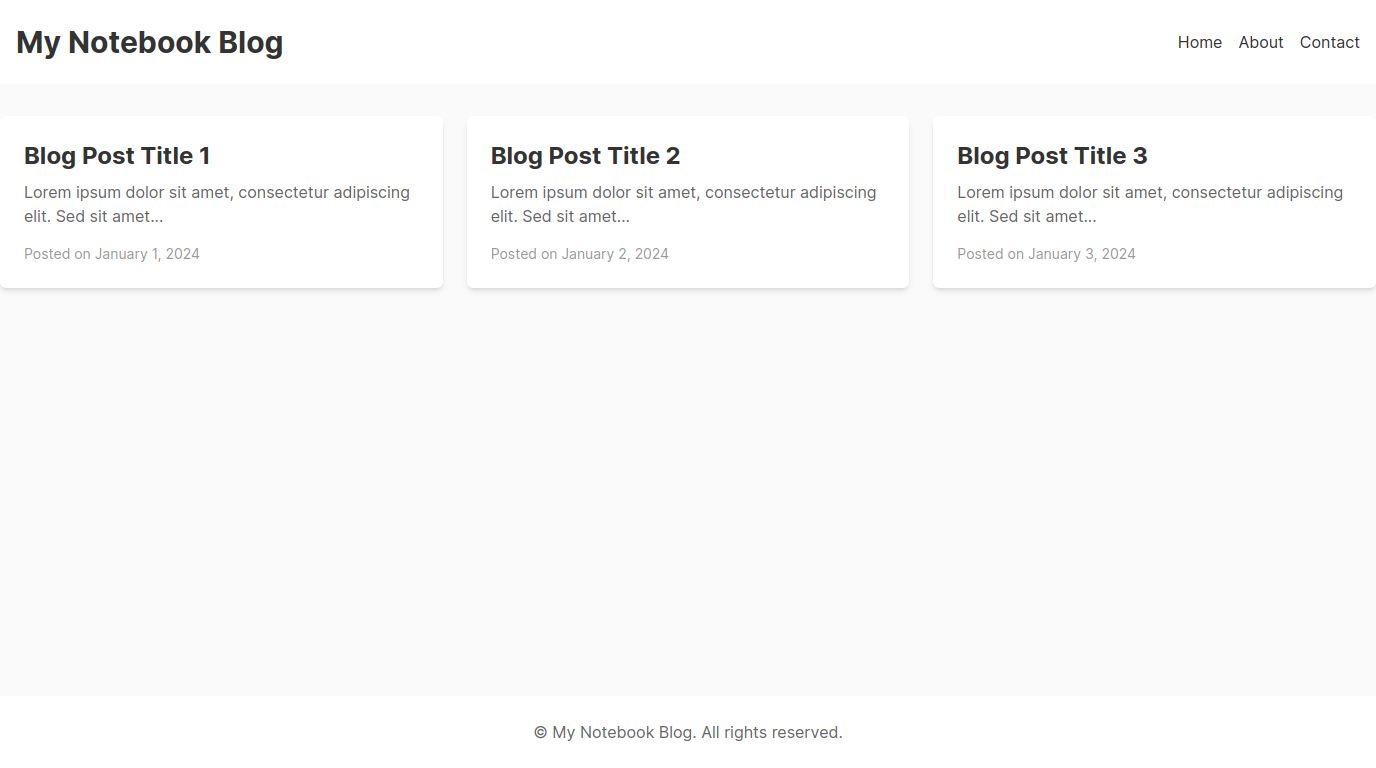 My Notebook Blog
Home About Contact
Blog Post Title 1
Lorem ipsum dolor sit amet, consectetur adipiscing
elit. Sed sit amet...
Posted on January 1, 2024
Blog Post Title 2
Lorem ipsum dolor sit amet, consectetur adipiscing
elit. Sed sit amet...
Posted on January 2, 2024
Blog Post Title 3
Lorem ipsum dolor sit amet, consectetur adipiscing
elit. Sed sit amet...
Posted on January 3, 2024
© My Notebook Blog. All rights reserved.